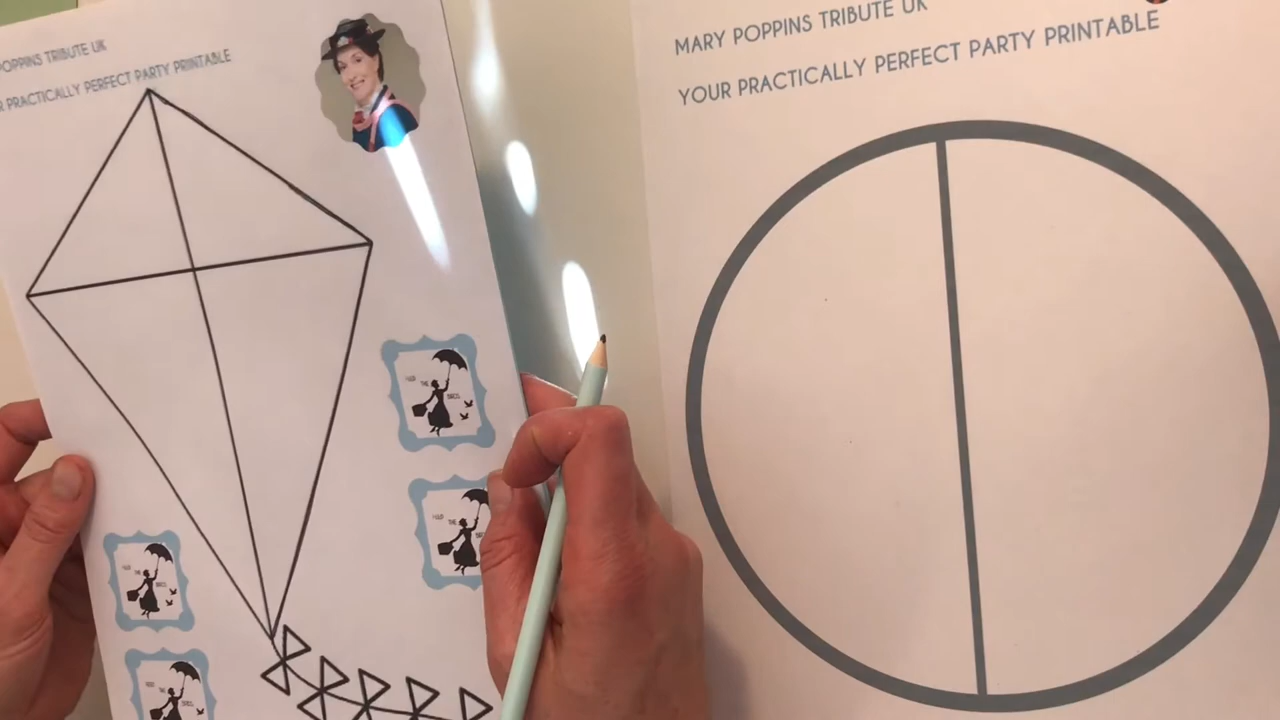 POPPINS TRIBUTE UK
R PRACTICALLY PERFECT PARTY PRINTABLE
MARY POPPINS TRIBUTE UK
YOUR PRACTICALLY PERFECT PARTY PRINTABLE